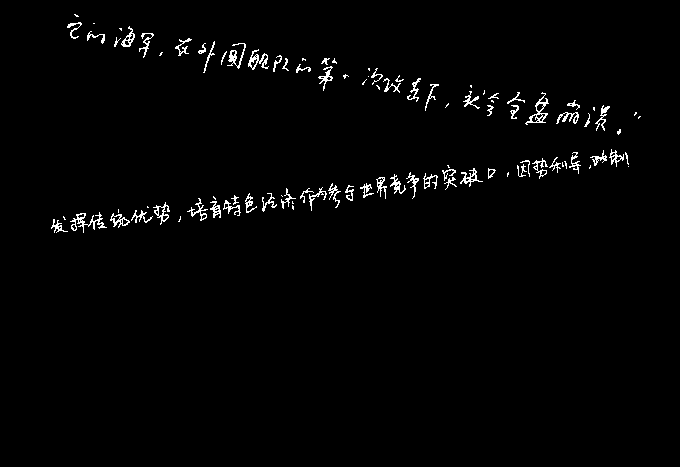 它的海军,在外国舰队的第一次攻击下,就会全盘崩溃。"
发挥传统优势,培育特色经济作为参与世界竞争的突破口,因势利导,